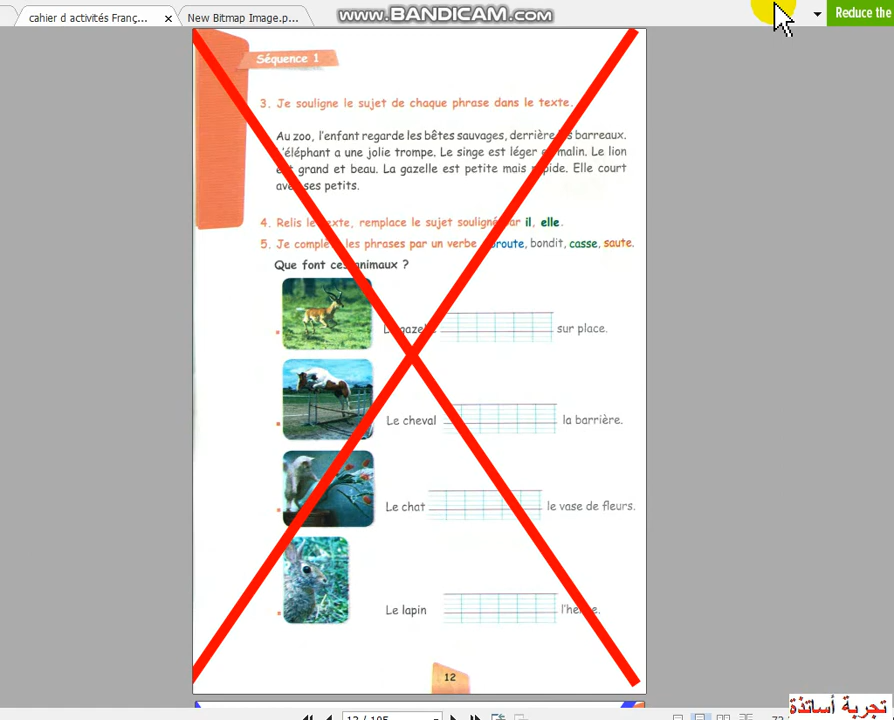 cahier d activités Franç...
New Bitmap Image.p...
WWW.BANDICAM.COM
Reduce the
Séquence 1
3. Je souligne le sujet de chaque phrase dans le texte.
Au zoo, l'enfant regarde les bêtes sauvages, derrière barreaux.
L'éléphant a une jolie trompe. Le singe est léger et malin. Le lion
est grand et beau. La gazelle est petite mais rapide. Elle court
avec ses petits.
4. Relis le texte, remplace le sujet souligné par il, elle.
5. Je complète les phrases par un verbe : broute, bondit, casse, saute.
Que font ces animaux ?
La gazelle sur place.
Le cheval la barrière.
Le chat le vase de fleurs.
Le lapin l'herbe.
12
12 / 105
تجربة أساتذة